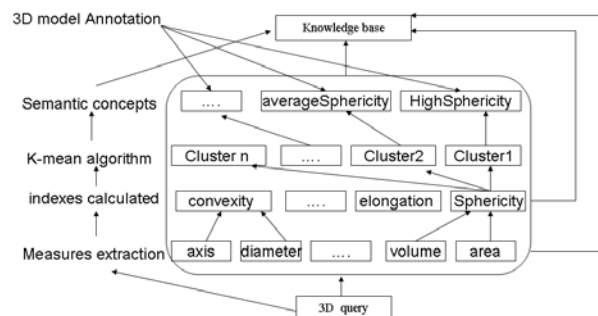 3D model Annotation
Knowledge base
Semantic concepts
....
averageSphericity
HighSphericity
K-mean algorithm
Cluster n
....
Cluster2
Cluster1
indexes calculated
convexity
....
elongation
Sphericity
Measures extraction
axis
diameter
....
volume
area
3D query